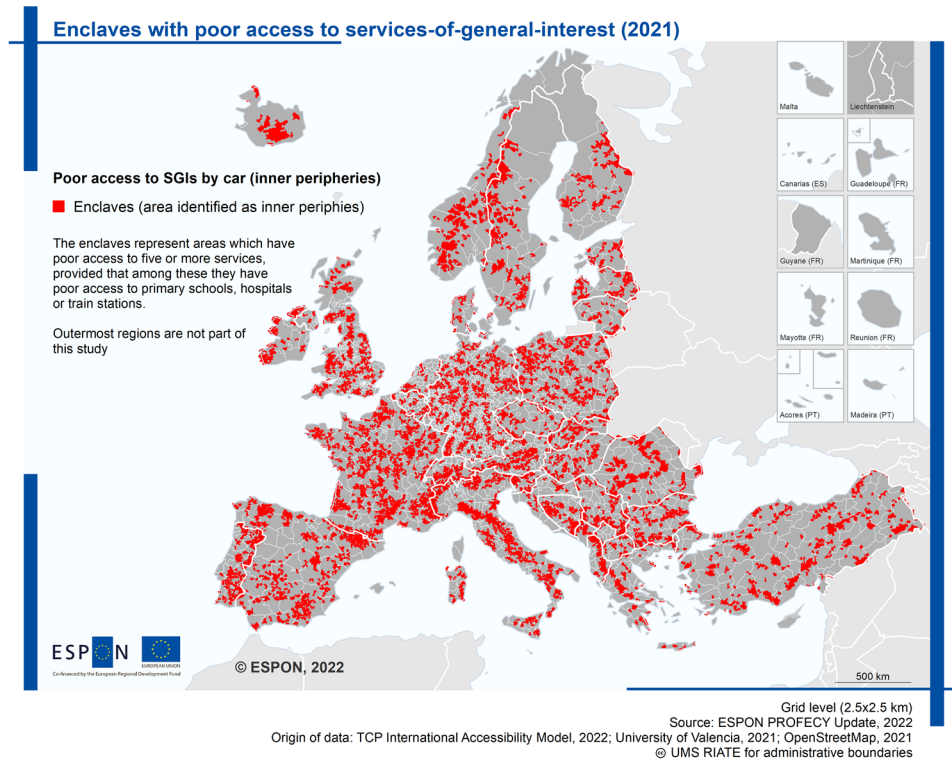 Enclaves with poor access to services-of-general-interest (2021)
Malta
Liechtenstein
Poor access to SGIs by car (inner peripheries)
Enclaves (area identified as inner periphies)
Canarias (ES)
Guadeloupe (FR)
The enclaves represent areas which have
poor access to five or more services,
provided that among these they have
poor access to primary schools, hospitals
or train stations.
Guyane (FR)
Martinique (FR)
Outermost regions are not part of
this study
Mayotte (FR)
Reunion (FR)
Acores (PT)
Madeira (PT)
ESPON
EUROPEAN UNION
Co-financed by the European Regional Development Fund
© ESPON, 2022
500 km
Grid level (2.5x2.5 km)
Source: ESPON PROFECY Update, 2022
Origin of data: TCP International Accessibility Model, 2022; University of Valencia, 2021; OpenStreetMap, 2021
UMS RIATE for administrative boundaries